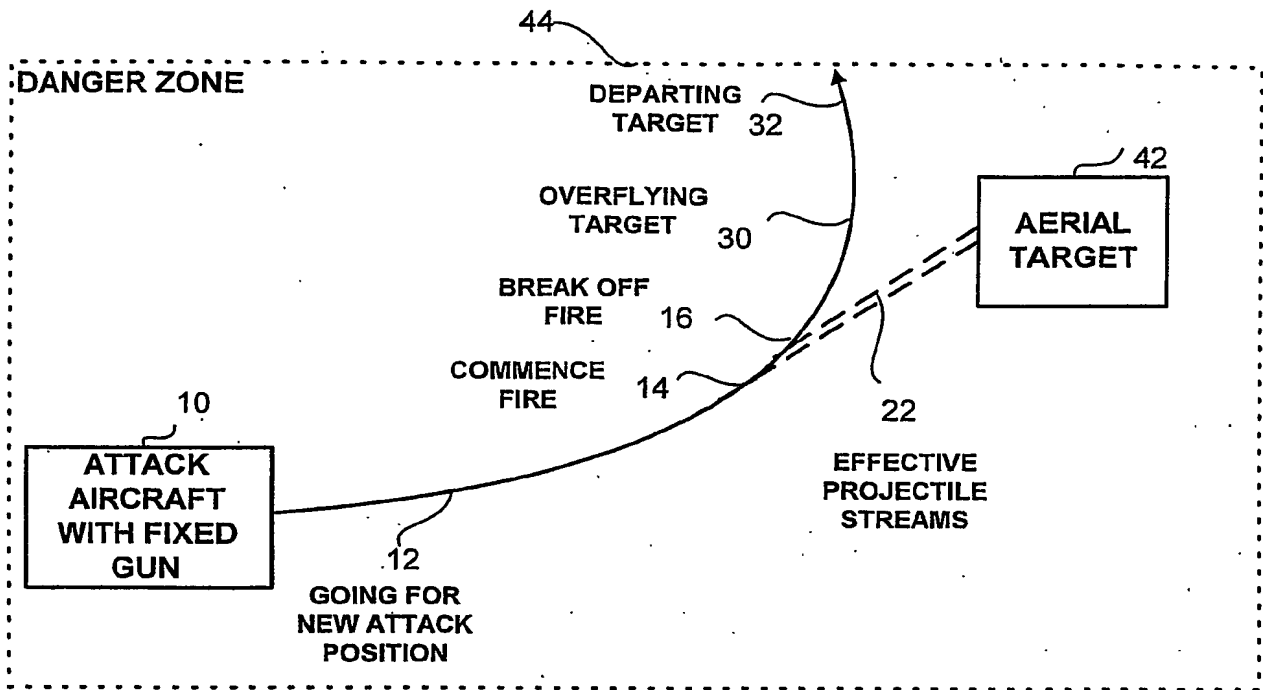 44
DANGER ZONE
DEPARTING
TARGET 32
42
OVERFLYING
TARGET 30
AERIAL
TARGET
BREAK OFF
FIRE 16
COMMENCE
FIRE 14
22
10
ATTACK
AIRCRAFT
WITH FIXED
GUN
EFFECTIVE
PROJECTILE
STREAMS
12
GOING FOR
NEW ATTACK
POSITION